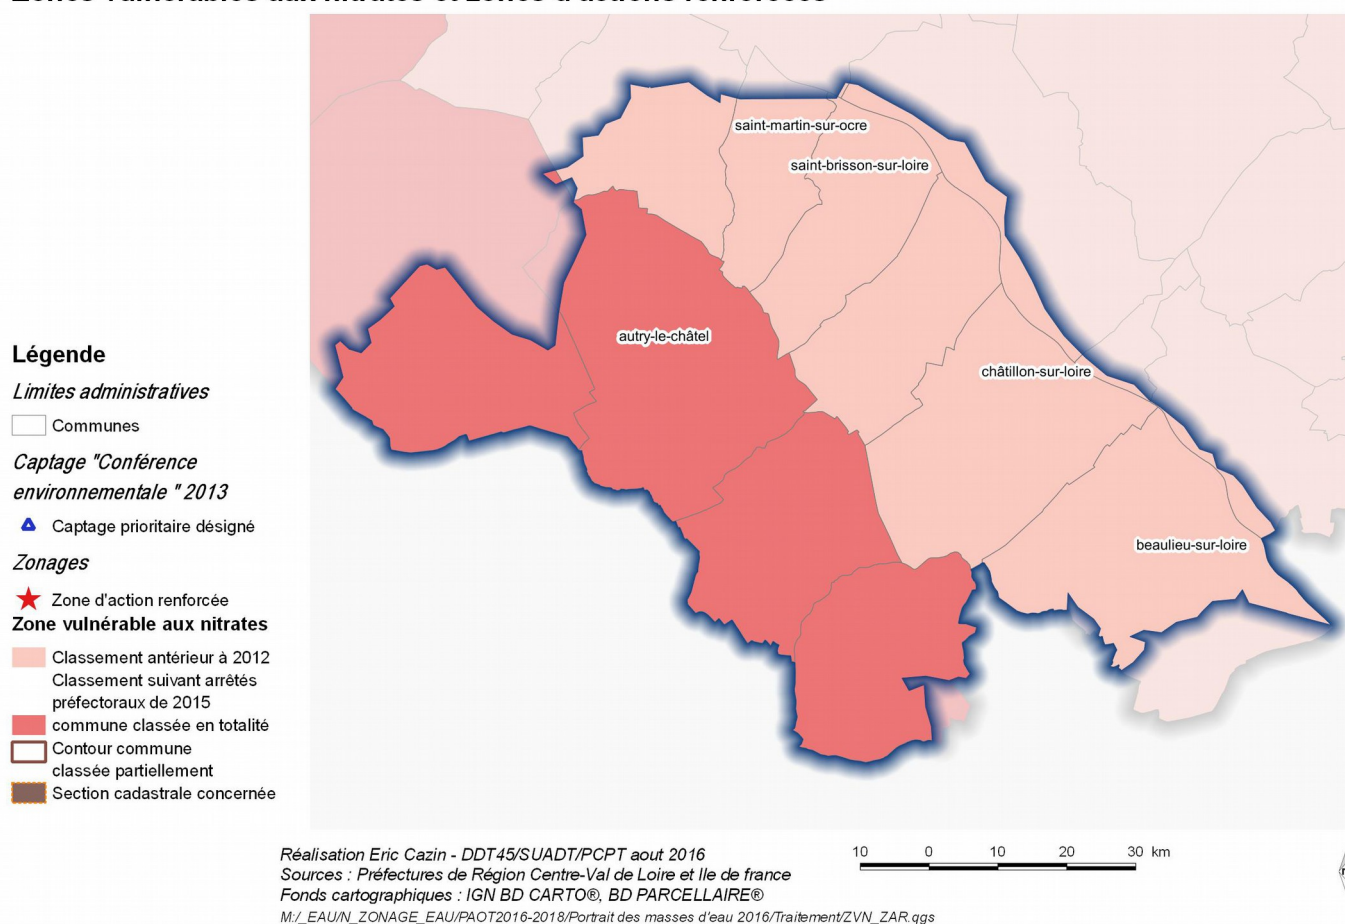 saint-martin-sur-ocre
saint-brisson-sur-loire
autry-le-châtel
châtillon-sur-loire
beaulieu-sur-loire
Légende
Limites administratives
Communes
Captage "Conférence
environnementale " 2013
Captage prioritaire désigné
Zonages
Zone d'action renforcée
Zone vulnérable aux nitrates
Classement antérieur à 2012
Classement suivant arrêtés
préfectoraux de 2015
commune classée en totalité
Contour commune
classée partiellement
Section cadastrale concernée
Réalisation Eric Cazin - DDT45/SUADT/PCPT aout 2016
Sources : Préfectures de Région Centre-Val de Loire et Ile de france
Fonds cartographiques : IGN BD CARTO®, BD PARCELLAIRE®
M:/_EAU/N_ZONAGE_EAU/PAOT2016-2018/Portrait des masses d'eau 2016/Traitement/ZVN_ZAR.qgs
10 0 10 20 30 km